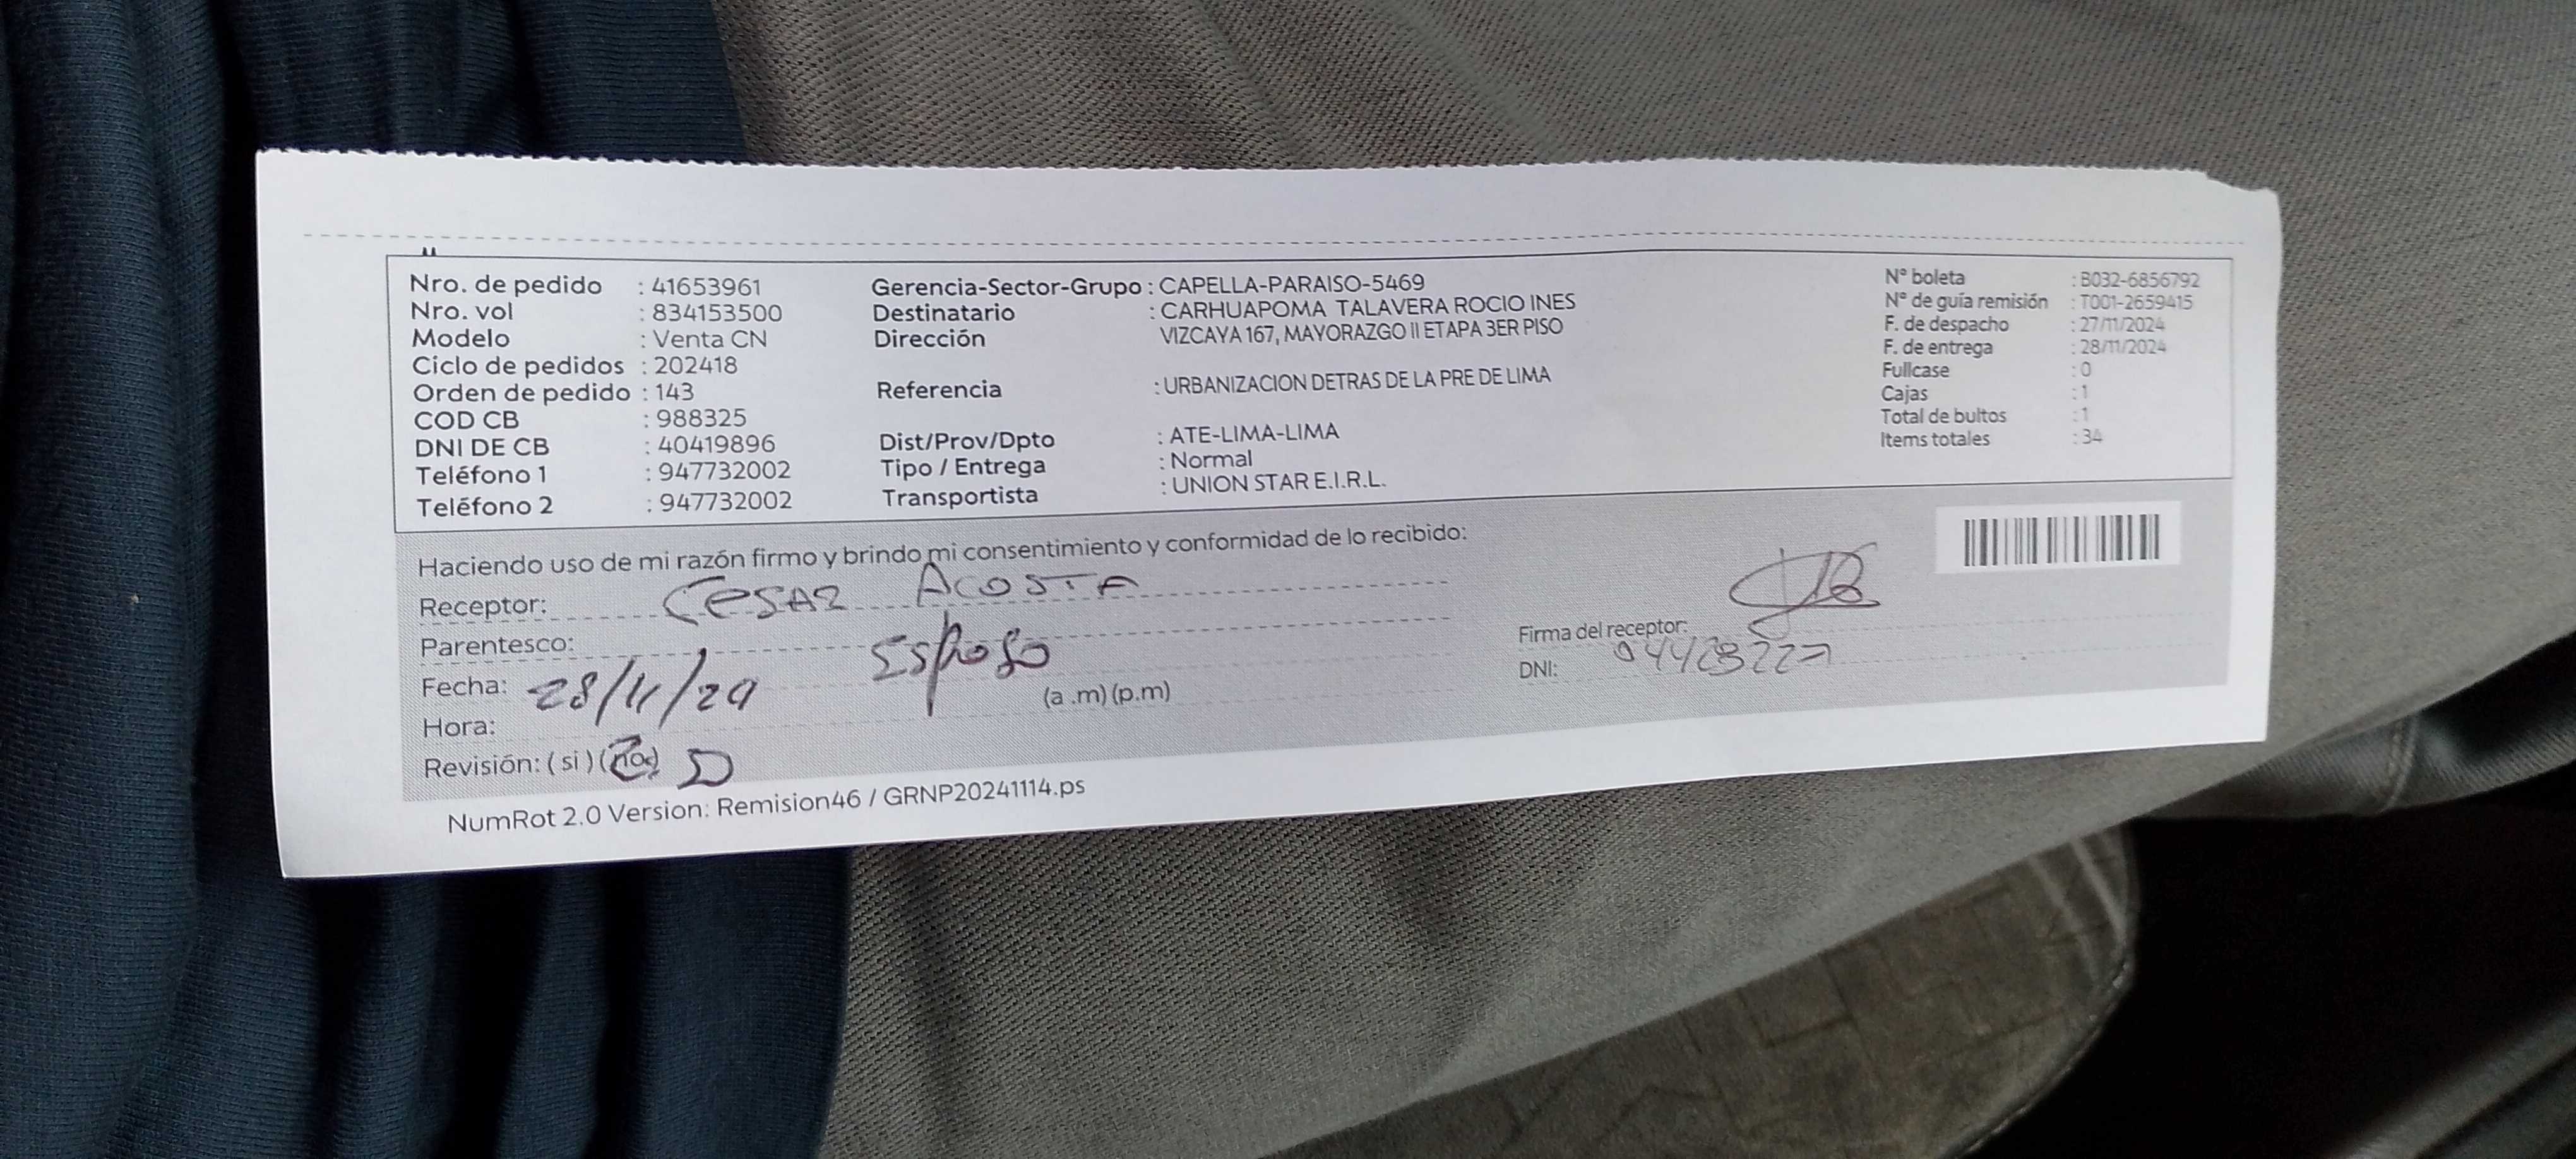 Nro. de pedido : 41653961
Nro. vol : 834153500
Modelo : Venta CN
Ciclo de pedidos : 202418
Orden de pedido : 143
COD CB : 988325
DNI DE CB : 40419896
Teléfono 1 : 947732002
Teléfono 2 : 947732002
Gerencia-Sector-Grupo : CAPELLA-PARAISO-5469
Destinatario : CARHUAPOMA TALAVERA ROCIO INES
Dirección VIZCAYA 167, MAYORAZGO II ETAPA 3ER PISO
Referencia : URBANIZACION DETRAS DE LA PRE DE LIMA
Dist/Prov/Dpto : ATE-LIMA-LIMA
Tipo / Entrega : Normal
Transportista : UNION STAR E.I.R.L.
N° boleta : B032-6856792
N° de guía remisión : T001-2659415
F. de despacho : 27/11/2024
F. de entrega : 28/11/2024
Fullcase : 0
Cajas : 1
Total de bultos : 1
Items totales : 34
Haciendo uso de mi razón firmo y brindo mi consentimiento y conformidad de lo recibido:
Receptor: CESAR ACOSTA
Parentesco: Esposo
Fecha: 28/11/24
Hora: (a .m) (p.m)
Revisión: ( si ) (no)
Firma del receptor:
DNI:
NumRot 2.0 Version: Remision46 / GRNP20241114.ps